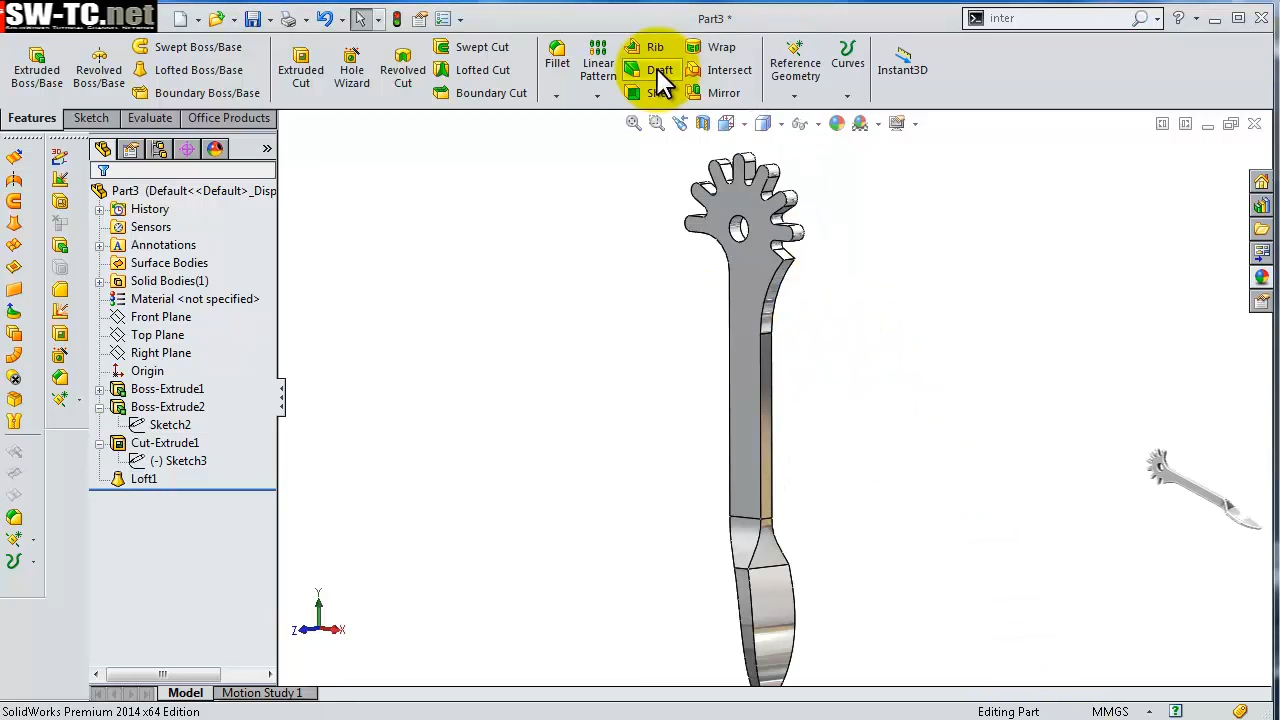 SW-TC.net
SOLIDWORKS TUTORIALS CHANNEL NETWORK
Part3 *
inter
Extruded Boss/Base
Revolved Boss/Base
Swept Boss/Base
Lofted Boss/Base
Boundary Boss/Base
Extruded Cut
Hole Wizard
Revolved Cut
Swept Cut
Lofted Cut
Boundary Cut
Fillet
Linear Pattern
Rib
Draft
Wrap
Intersect
Mirror
Reference Geometry
Curves
Instant3D
Features
Sketch
Evaluate
Office Products
Part3 (Default<<Default>_Disp
History
Sensors
Annotations
Surface Bodies
Solid Bodies(1)
Material <not specified>
Front Plane
Top Plane
Right Plane
Origin
Boss-Extrude1
Boss-Extrude2
Sketch2
Cut-Extrude1
(-) Sketch3
Loft1
Y
Z
X
Model
Motion Study 1
SolidWorks Premium 2014 x64 Edition
Editing Part
MMGS